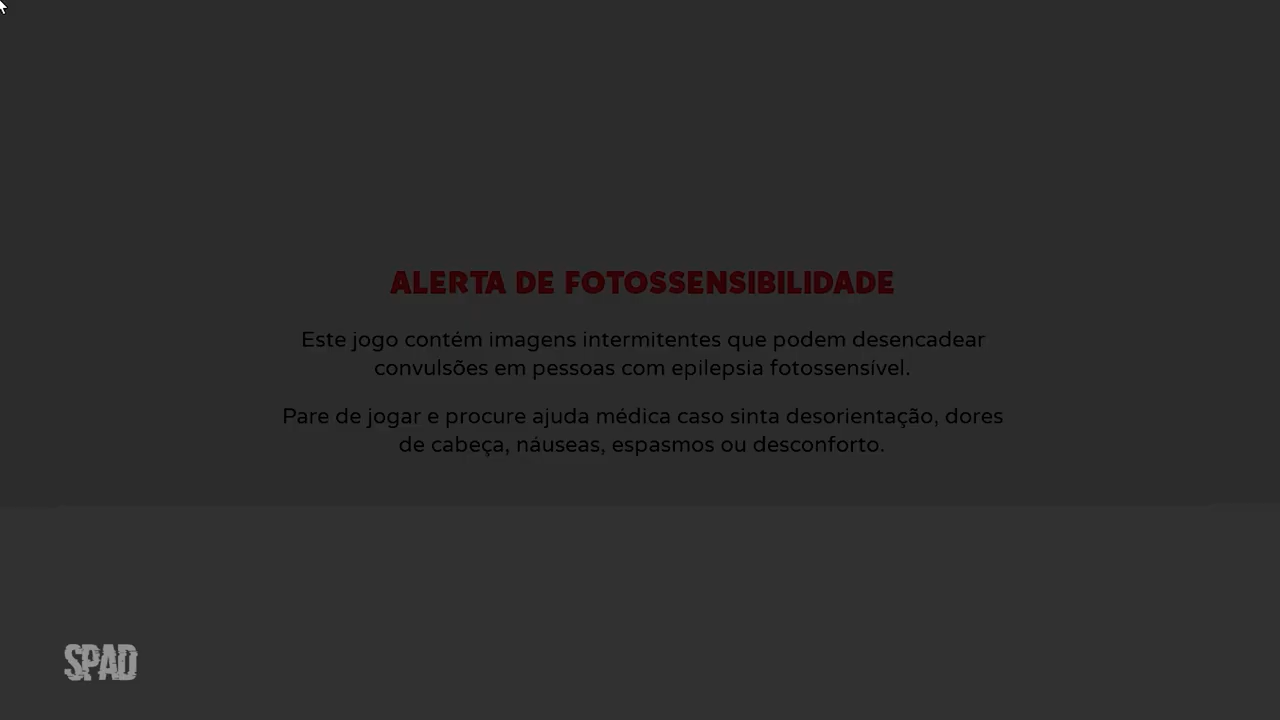 ALERTA DE FOTOSSENSIBILIDADE
Este jogo contém imagens intermitentes que podem desencadear
convulsões em pessoas com epilepsia fotossensível.
Pare de jogar e procure ajuda médica caso sinta desorientação, dores
de cabeça, náuseas, espasmos ou desconforto.
SPAD